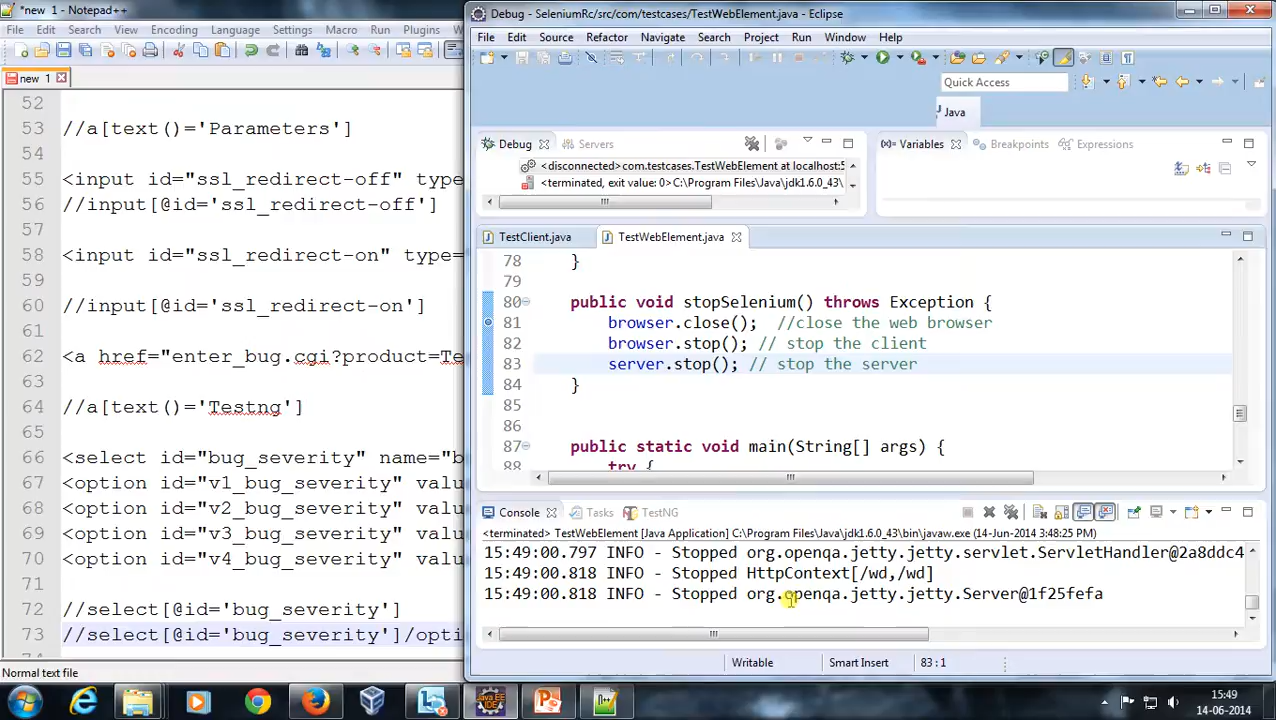 *new 1 - Notepad++
File Edit Search View Encoding Language Settings Macro Run Plugins
new 1
52
53 //a[text()='Parameters']
54
55 <input id="ssl_redirect-off" type
56 //input[@id='ssl_redirect-off']
57
58 <input id="ssl_redirect-on" type=
59
60 //input[@id='ssl_redirect-on']
61
62 <a href="enter_bug.cgi?product=Te
63
64 //a[text()='Testng']
65
66 <select id="bug_severity" name="b
67 <option id="v1_bug_severity" valu
68 <option id="v2_bug_severity" valu
69 <option id="v3_bug_severity" valu
70 <option id="v4_bug_severity" valu
71
72 //select[@id='bug_severity']
73 //select[@id='bug_severity']/opti
Normal text file
Debug - SeleniumRc/src/com/testcases/TestWebElement.java - Eclipse
File Edit Source Refactor Navigate Search Project Run Window Help
Quick Access
Java
Debug Servers
<disconnected>com.testcases.TestWebElement at localhost:5
<terminated, exit value: 0>C:\Program Files\Java\jdk1.6.0_43\
Variables Breakpoints Expressions
TestClient.java TestWebElement.java
78 }
79
80 public void stopSelenium() throws Exception {
81 browser.close(); //close the web browser
82 browser.stop(); // stop the client
83 server.stop(); // stop the server
84 }
85
86
87 public static void main(String[] args) {
88 try {
Console Tasks TestNG
<terminated> TestWebElement [Java Application] C:\Program Files\Java\jdk1.6.0_43\bin\javaw.exe (14-Jun-2014 3:48:25 PM)
15:49:00.797 INFO - Stopped org.openqa.jetty.jetty.servlet.ServletHandler@2a8ddc4
15:49:00.818 INFO - Stopped HttpContext[/wd,/wd]
15:49:00.818 INFO - Stopped org.openqa.jetty.jetty.Server@1f25fefa
Writable Smart Insert 83 : 1
15:49
14-06-2014